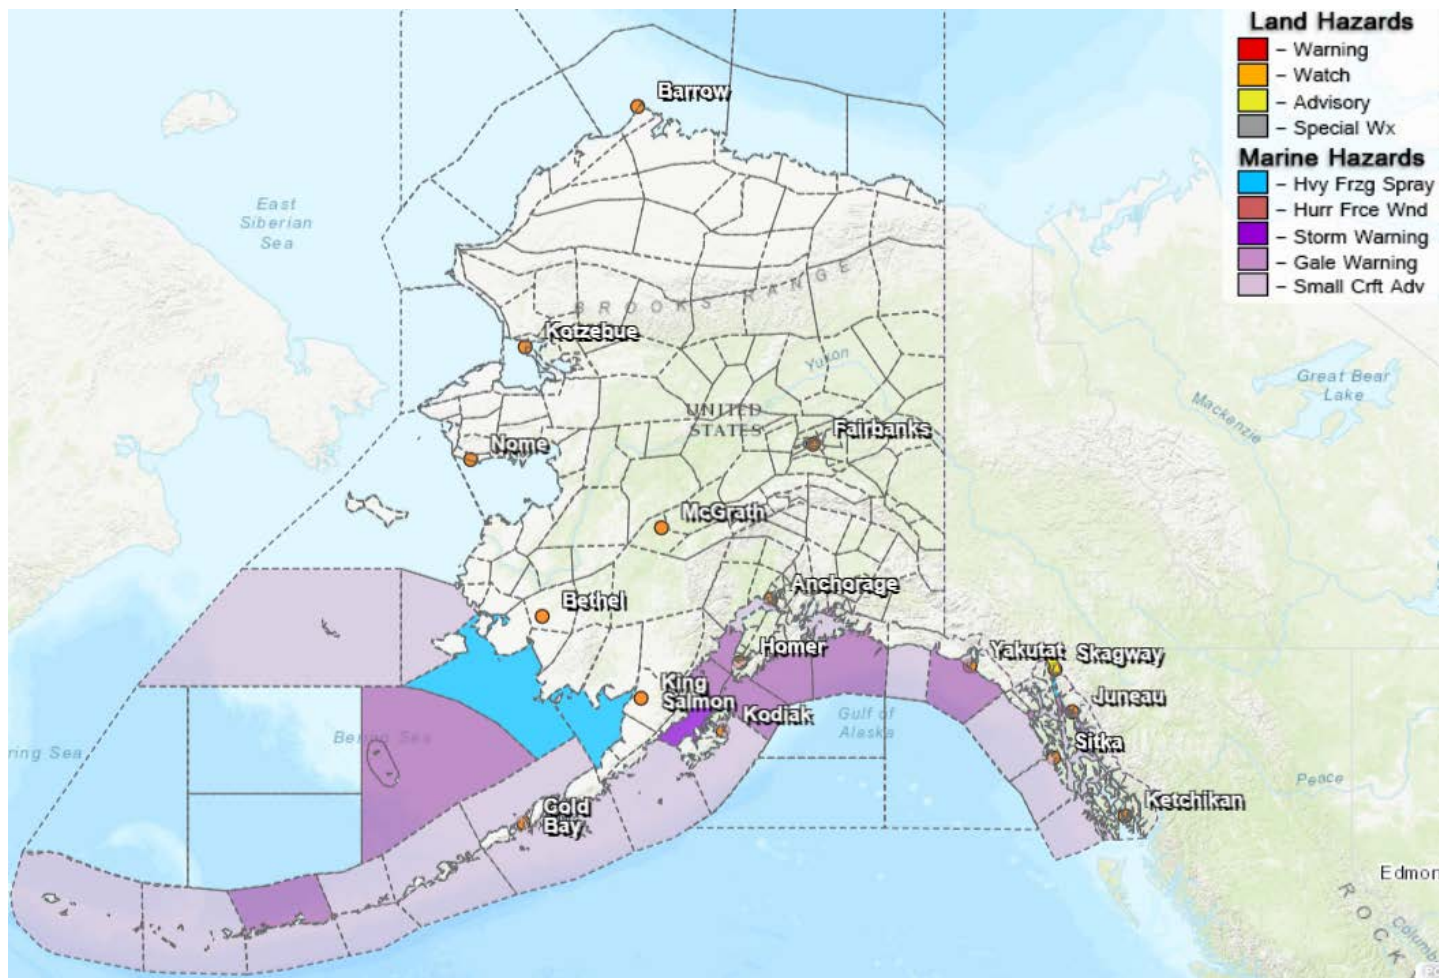 Land Hazards
– Warning
– Watch
– Advisory
– Special Wx
Marine Hazards
– Hvy Frzg Spray
– Hurr Frce Wnd
– Storm Warning
– Gale Warning
– Small Crft Adv
Barrow
East
Siberian
Sea
BROOKS RANGE
Kotzebue
Yukon
Great Bear
Lake
Mackenzie
UNITED
STATES
Fairbanks
Nome
McGrath
Anchorage
Bethel
Homer
Yakutat
Skagway
King
Salmon
Kodiak
Juneau
Gulf of
Alaska
Sitka
Bering Sea
ring Sea
Peace
Cold
Bay
Ketchikan
Edmon
ROCK
Columb